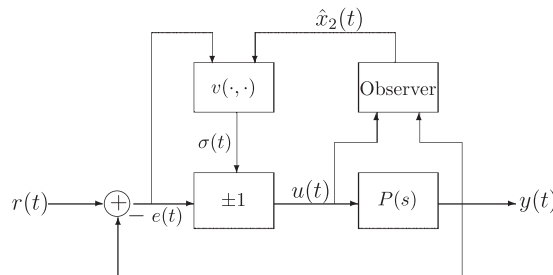 x̂₂(t)
v(·,·)
Observer
σ(t)
r(t)
+
−
e(t)
±1
u(t)
P(s)
y(t)